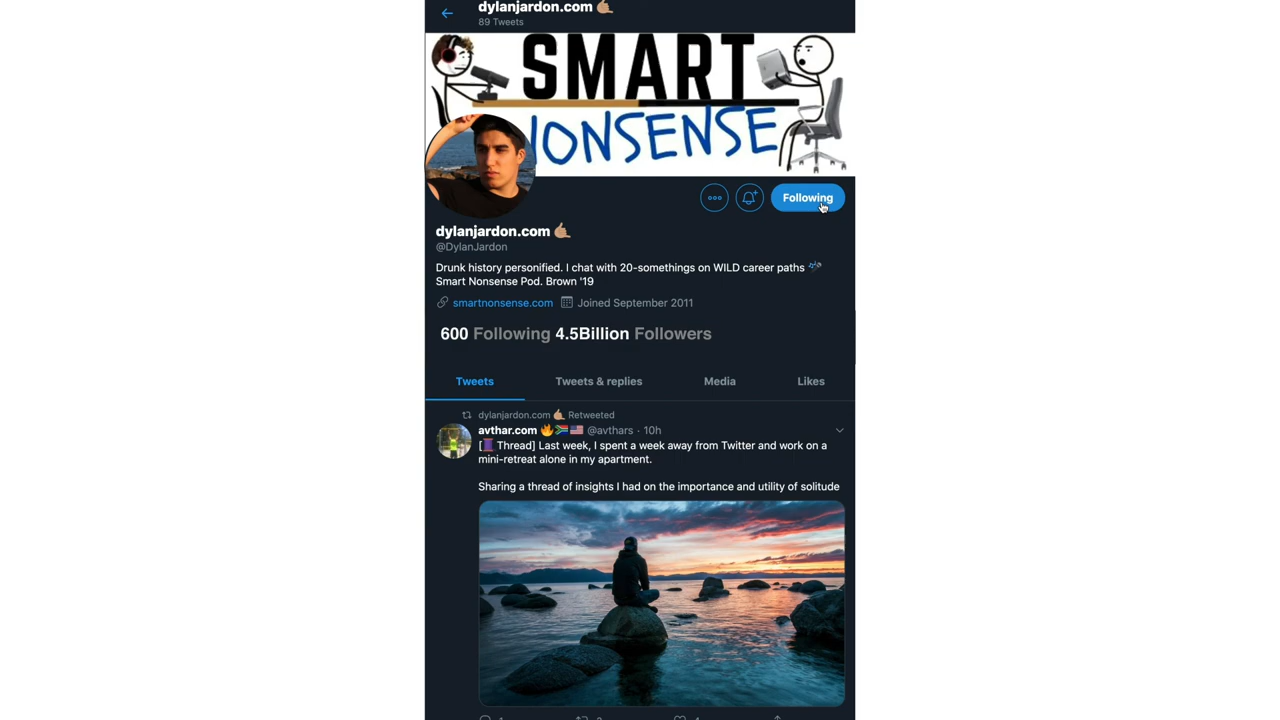 dylanjardon.com 🤙🏼
89 Tweets
SMART
NONSENSE
Following
dylanjardon.com 🤙🏼
@DylanJardon
Drunk history personified. I chat with 20-somethings on WILD career paths
Smart Nonsense Pod. Brown '19
smartnonsense.com Joined September 2011
600 Following 4.5Billion Followers
Tweets Tweets & replies Media Likes
dylanjardon.com 🤙🏼 Retweeted
avthar.com 🔥🇿🇦🇺🇸 @avthars · 10h
[🧵 Thread] Last week, I spent a week away from Twitter and work on a
mini-retreat alone in my apartment.
Sharing a thread of insights I had on the importance and utility of solitude